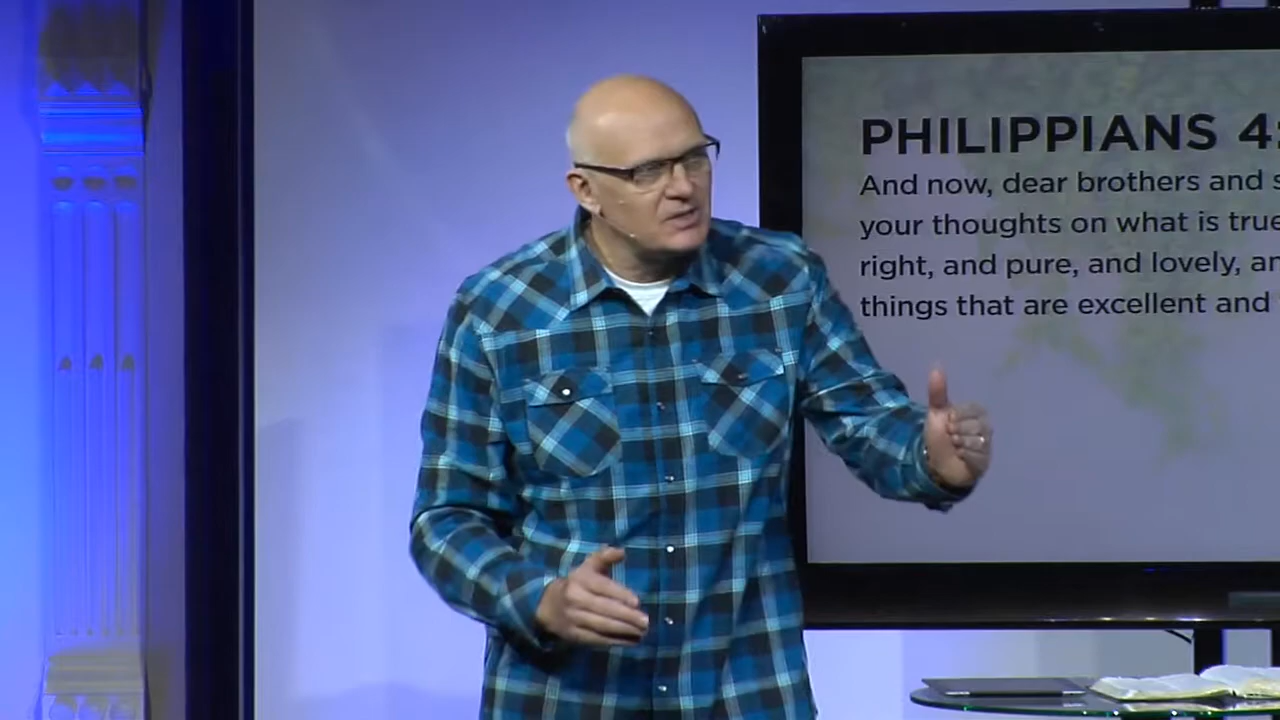 PHILIPPIANS 4:
And now, dear brothers and
your thoughts on what is true
right, and pure, and lovely,
things that are excellent and